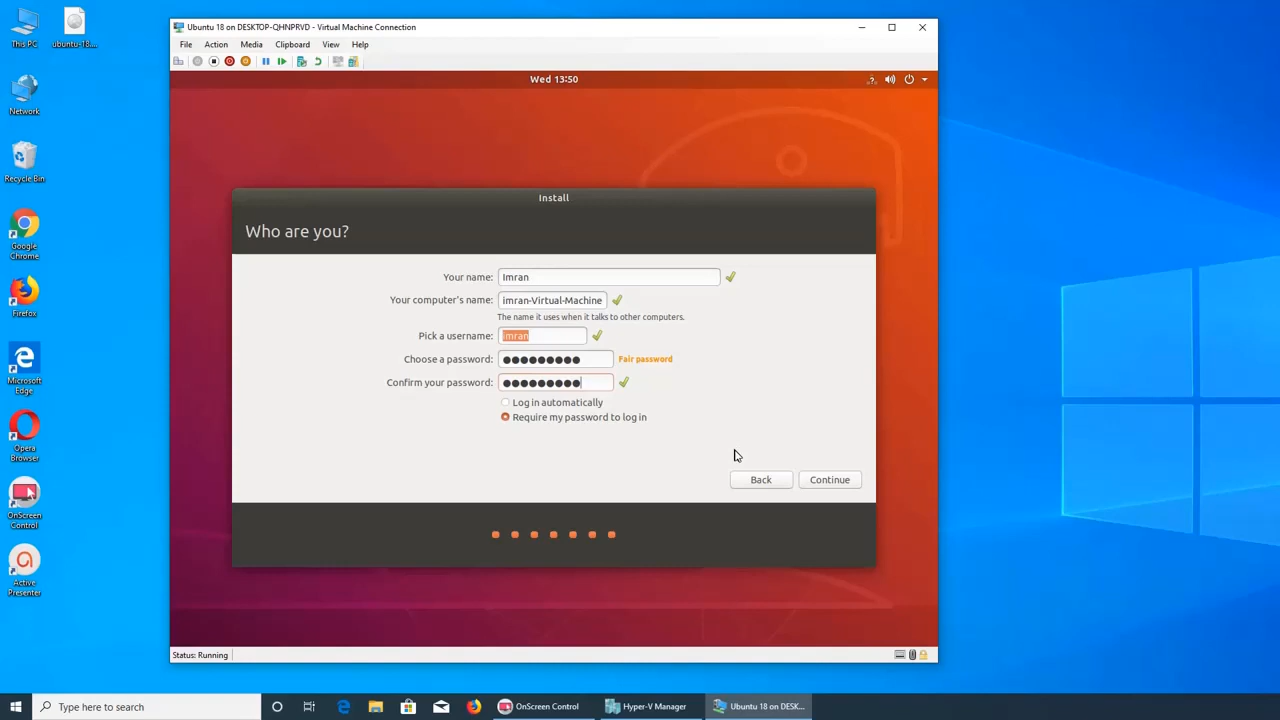 This PC
ubuntu-18....
Network
Recycle Bin
Google
Chrome
Firefox
Microsoft
Edge
Opera
Browser
OnScreen
Control
Active
Presenter
Ubuntu 18 on DESKTOP-QHNPRVD - Virtual Machine Connection
File Action Media Clipboard View Help
Wed 13:50
Install
Who are you?
Your name: Imran
Your computer's name: imran-Virtual-Machine
The name it uses when it talks to other computers.
Pick a username: imran
Choose a password: ●●●●●●●●● Fair password
Confirm your password: ●●●●●●●●●
Log in automatically
Require my password to log in
Back Continue
Status: Running
Type here to search
OnScreen Control
Hyper-V Manager
Ubuntu 18 on DESK...